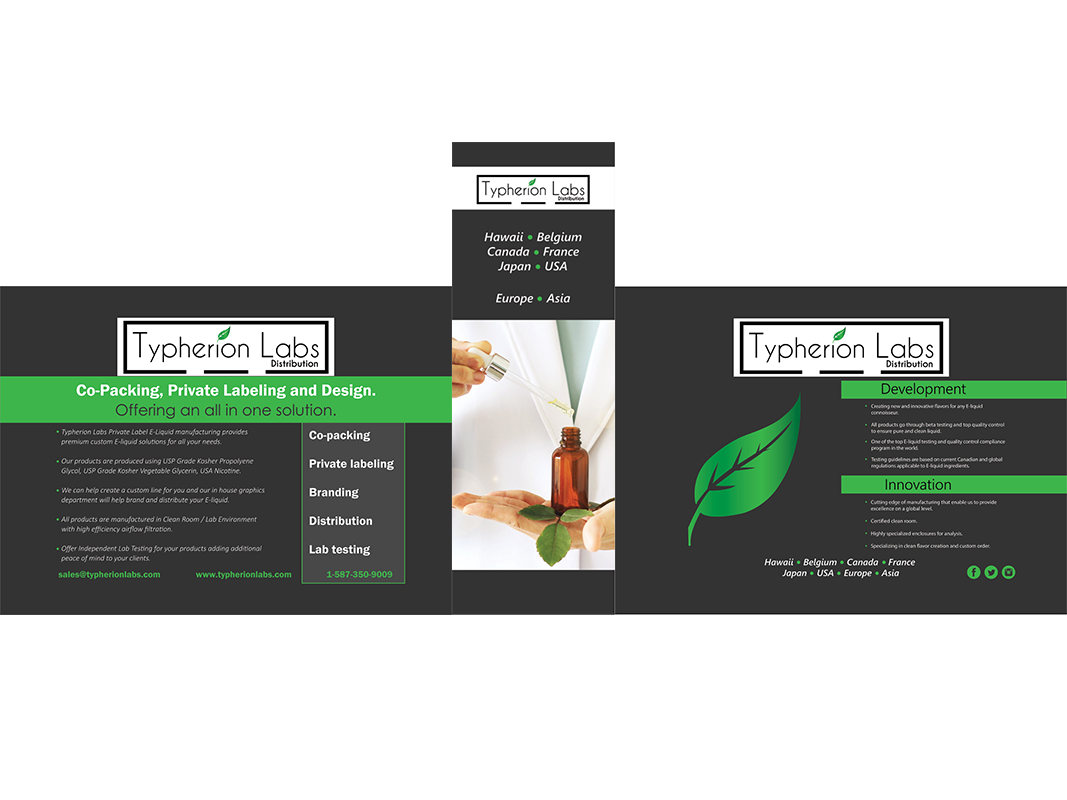 Typherion Labs
Distribution
Co-Packing, Private Labeling and Design.
Offering an all in one solution.
• Typherion Labs Private Label E-Liquid manufacturing provides
premium custom E-liquid solutions for all your needs.
• Our products are produced using USP Grade Kosher Propolyene
Glycol, USP Grade Kosher Vegetable Glycerin, USA Nicotine.
• We can help create a custom line for you and our in house graphics
department will help brand and distribute your E-liquid.
• All products are manufactured in Clean Room / Lab Environment
with high efficiency airflow filtration.
• Offer Independent Lab Testing for your products adding additional
peace of mind to your clients.
Co-packing
Private labeling
Branding
Distribution
Lab testing
sales@typherionlabs.com www.typherionlabs.com 1-587-350-9009
Typherion Labs
Distribution
Hawaii • Belgium
Canada • France
Japan • USA
Europe • Asia
Typherion Labs
Distribution
Development
• Creating new and innovative flavors for any E-liquid
connoisseur.
• All products go through beta testing and top quality control
to ensure pure and clean liquid.
• One of the top E-liquid testing and quality control compliance
program in the world.
• Testing guidelines are based on current Canadian and global
regulations applicable to E-liquid ingredients.
Innovation
• Cutting edge of manufacturing that enable us to provide
excellence on a global level.
• Certified clean room.
• Highly specialized enclosures for analysis.
• Specializing in clean flavor creation and custom order.
Hawaii • Belgium • Canada • France
Japan • USA • Europe • Asia